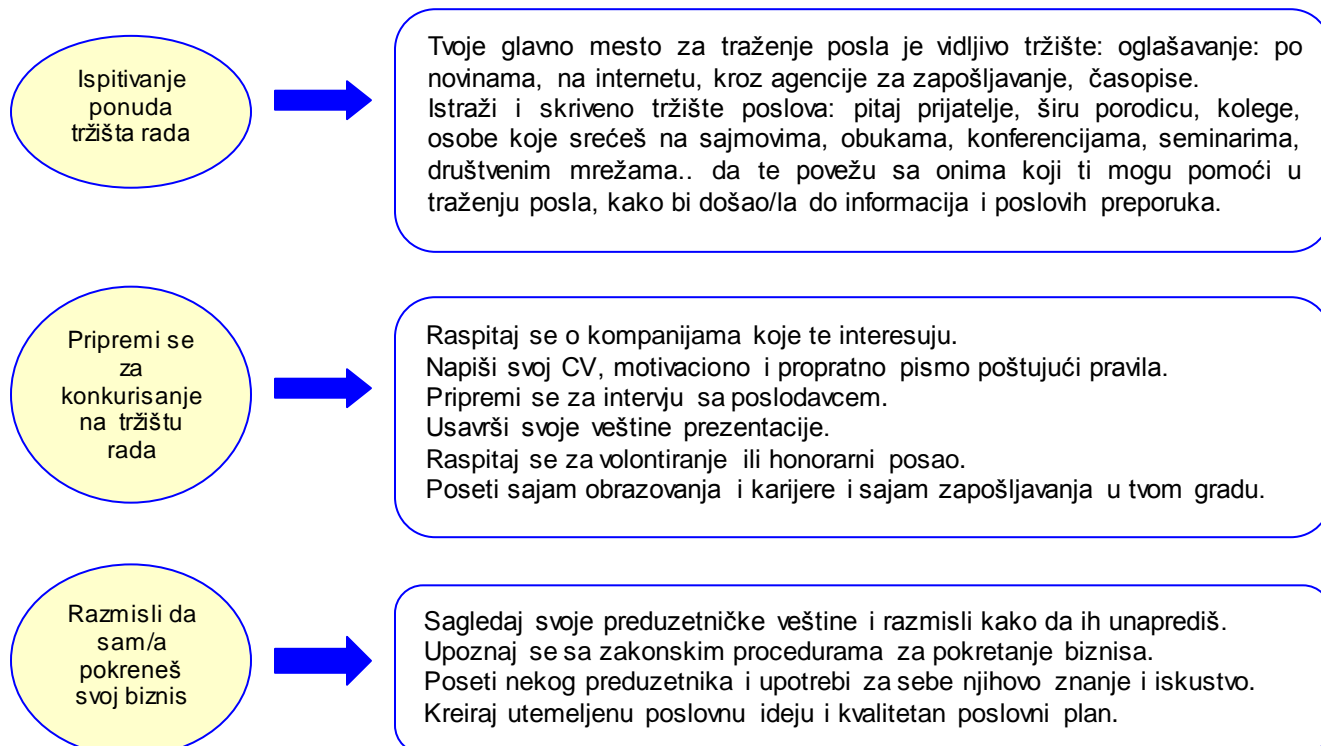 Ispitivanje
ponuda
tržišta rada
Tvoje glavno mesto za traženje posla je vidljivo tržište: oglašavanje: po
novinama, na internetu, kroz agencije za zapošljavanje, časopise.
Istraži i skriveno tržište poslova: pitaj prijatelje, širu porodicu, kolege,
osobe koje srećeš na sajmovima, obukama, konferencijama, seminarima,
društvenim mrežama.. da te povežu sa onima koji ti mogu pomoći u
traženju posla, kako bi došao/la do informacija i poslovih preporuka.
Pripremi se
za
konkurisanje
na tržištu
rada
Raspitaj se o kompanijama koje te interesuju.
Napiši svoj CV, motivaciono i propratno pismo poštujući pravila.
Pripremi se za intervju sa poslodavcem.
Usavrši svoje veštine prezentacije.
Raspitaj se za volontiranje ili honorarni posao.
Poseti sajam obrazovanja i karijere i sajam zapošljavanja u tvom gradu.
Razmisli da
sam/a
pokreneš
svoj biznis
Sagledaj svoje preduzetničke veštine i razmisli kako da ih unaprediš.
Upoznaj se sa zakonskim procedurama za pokretanje biznisa.
Poseti nekog preduzetnika i upotrebi za sebe njihovo znanje i iskustvo.
Kreiraj utemeljenu poslovnu ideju i kvalitetan poslovni plan.